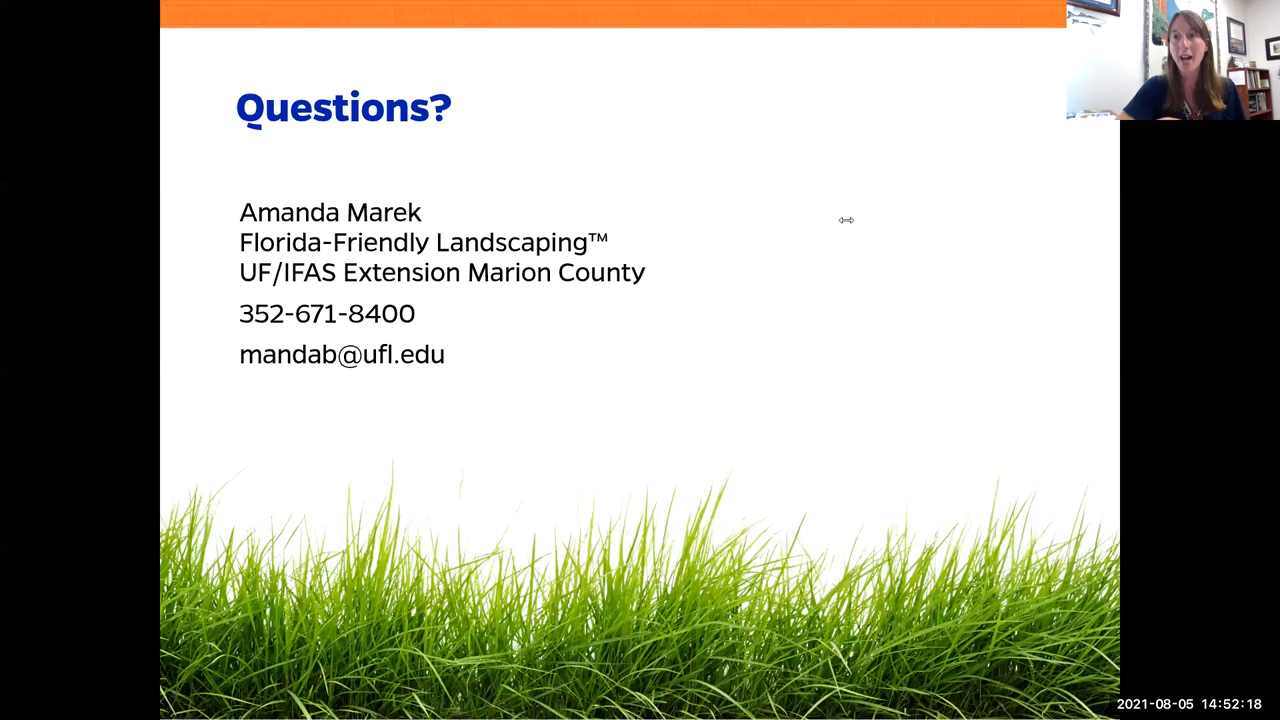 Questions?
Amanda Marek
Florida-Friendly Landscaping™
UF/IFAS Extension Marion County
352-671-8400
mandab@ufl.edu
2021-08-05 14:52:18